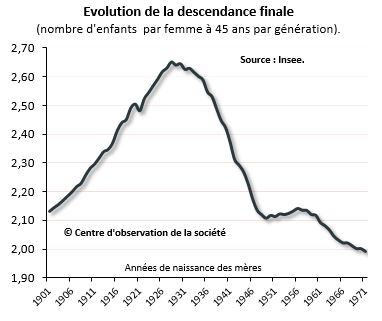 Evolution de la descendance finale
(nombre d'enfants par femme à 45 ans par génération).
2,70
Source : Insee.
2,60
2,50
2,40
2,30
2,20
2,10
© Centre d'observation de la société
2,00
Années de naissance des mères
1,90
1901 1906 1911 1916 1921 1926 1931 1936 1941 1946 1951 1956 1961 1966 1971